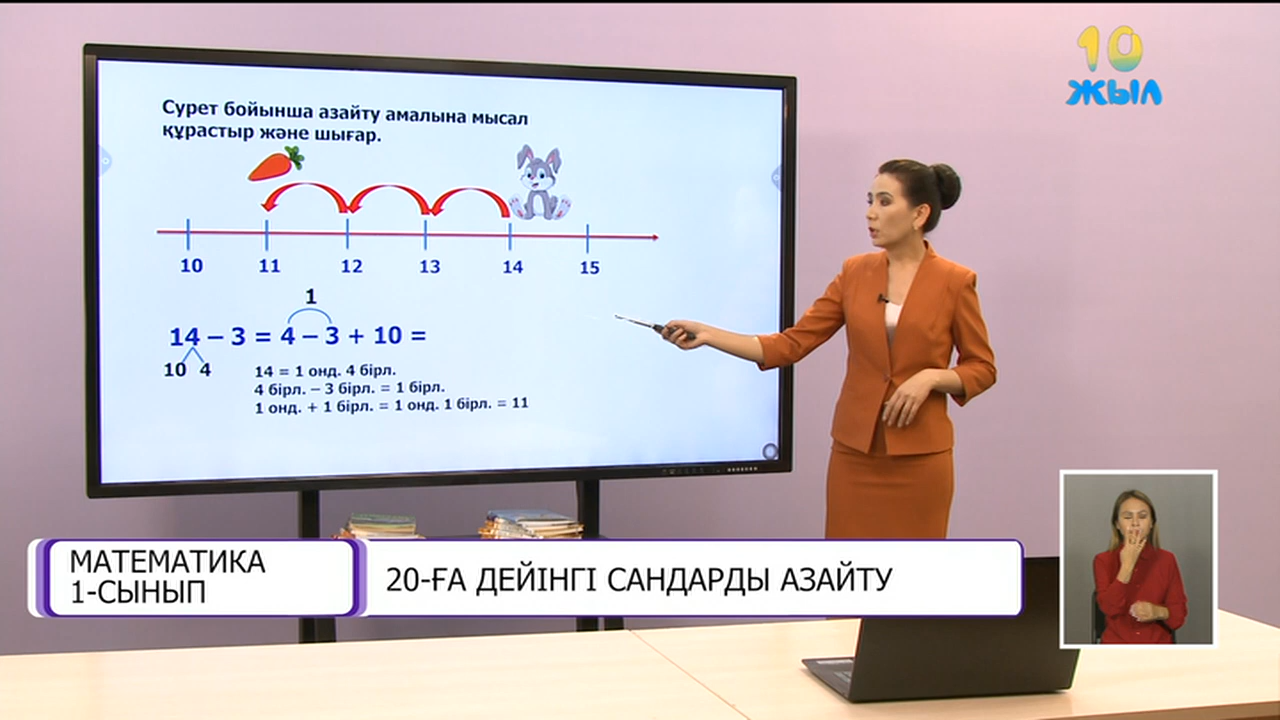 10
ЖЫЛ
Сурет бойынша азайту амалына мысал
құрастыр және шығар.
10 11 12 13 14 15
1
14 – 3 = 4 – 3 + 10 =
10 4
14 = 1 онд. 4 бірл.
4 бірл. – 3 бірл. = 1 бірл.
1 онд. + 1 бірл. = 1 онд. 1 бірл. = 11
МАТЕМАТИКА
1-СЫНЫП
20-ҒА ДЕЙІНГІ САНДАРДЫ АЗАЙТУ